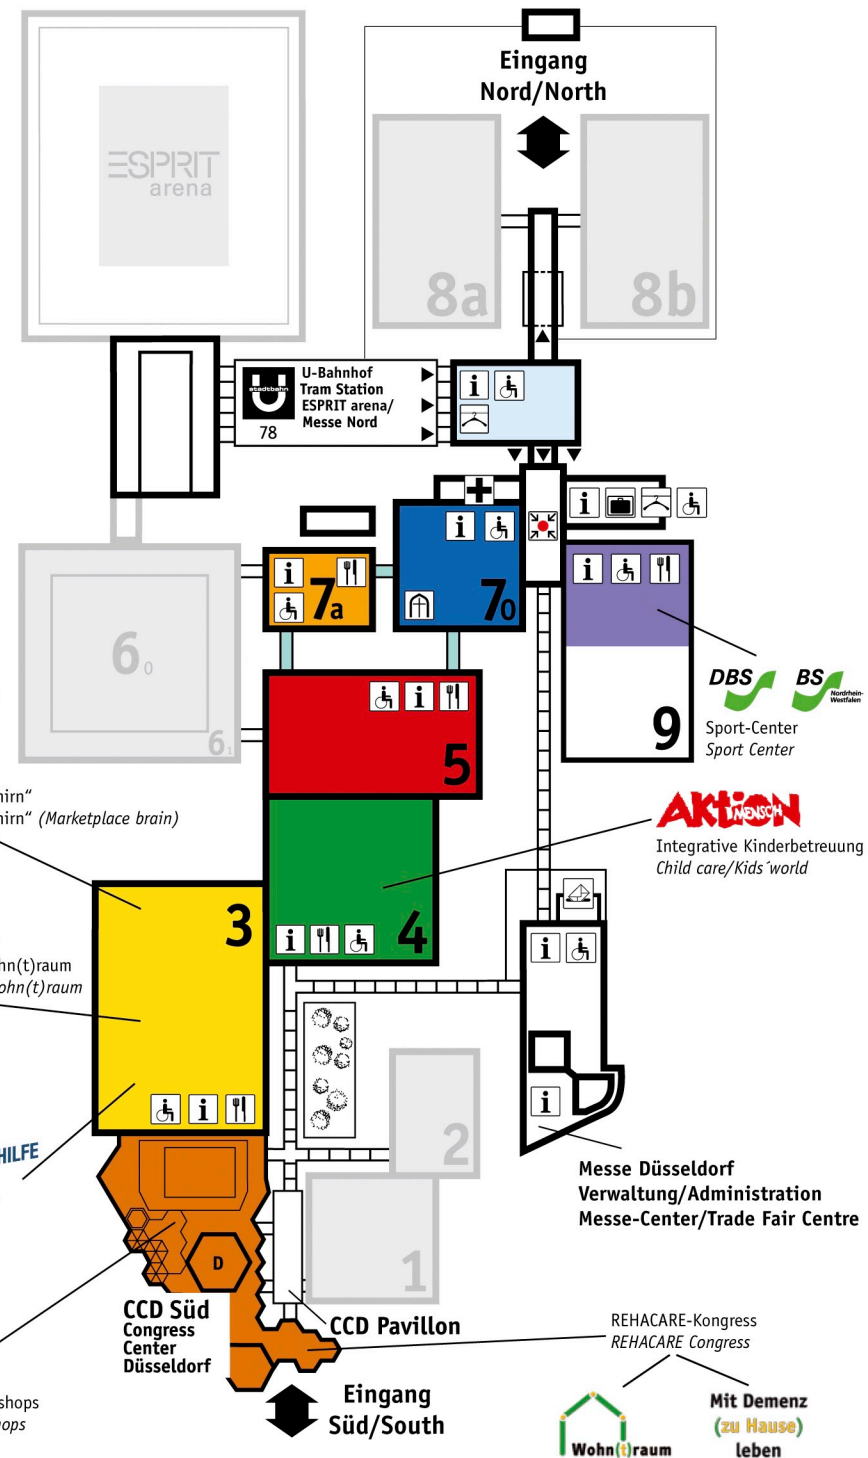 Eingang
Nord/North
ESPRIT
arena
8a
8b
U
stadtbahn
78
U-Bahnhof
Tram Station
ESPRIT arena/
Messe Nord
i
i
i
7a
i
70
i
60
61
i
5
9
DBS
BS
Nordrhein-
Westfalen
Sport-Center
Sport Center
hirn“
hirn“ (Marketplace brain)
AKTION
MENSCH
Integrative Kinderbetreuung
Child care/Kids´world
3
i
4
i
hn(t)raum
ohn(t)raum
i
i
HILFE
2
Messe Düsseldorf
Verwaltung/Administration
Messe-Center/Trade Fair Centre
D
1
CCD Süd
Congress
Center
Düsseldorf
CCD Pavillon
REHACARE-Kongress
REHACARE Congress
shops
hops
Eingang
Süd/South
Wohn(t)raum
Mit Demenz
(zu Hause)
leben